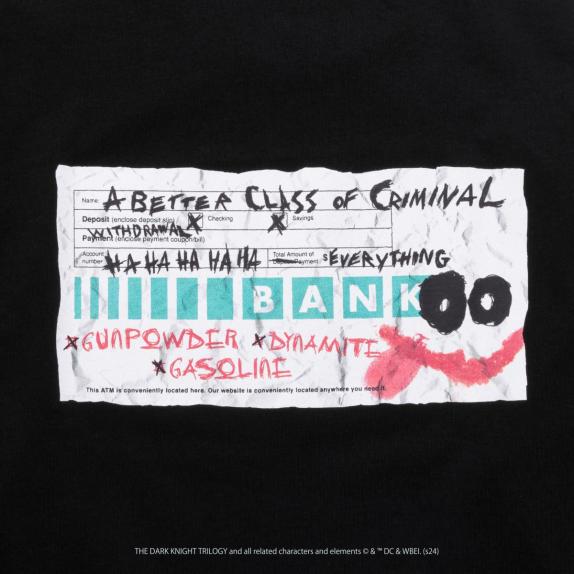 Name: A BETTER CLASS OF CRIMINAL
Deposit (enclose deposit slip) X Checking X Savings
WITHDRAWAL
Payment (enclose payment coupon/bill)
Account number HA HA HA HA HA Total Amount of Payment $EVERYTHING
BANK
X GUNPOWDER X DYNAMITE
X GASOLINE
This ATM is conveniently located here. Our website is conveniently located anywhere you need it.
THE DARK KNIGHT TRILOGY and all related characters and elements © & ™ DC & WBEI. (s24)